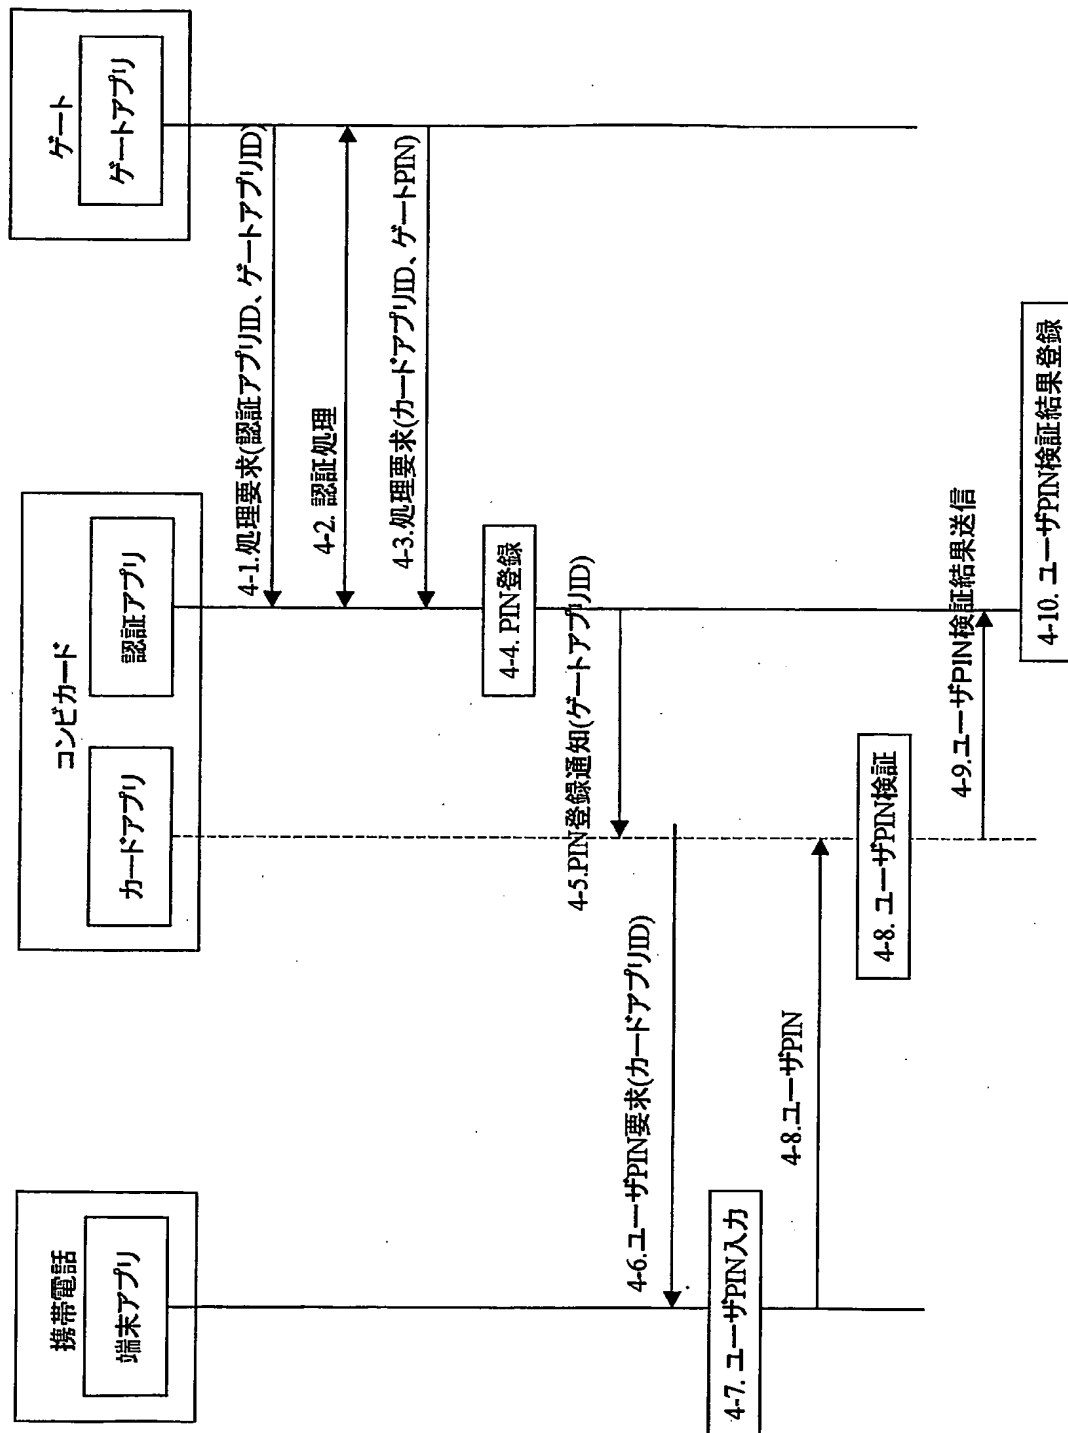 携帯電話
端末アプリ
コンビカード
カードアプリ
認証アプリ
ゲート
ゲートアプリ
4-1.処理要求(認証アプリID、ゲートアプリID)
4-2. 認証処理
4-3.処理要求(カードアプリID、ゲートPIN)
4-4. PIN登録
4-5.PIN登録通知(ゲートアプリID)
4-6.ユーザPIN要求(カードアプリID)
4-7. ユーザPIN入力
4-8.ユーザPIN
4-8. ユーザPIN検証
4-9.ユーザPIN検証結果送信
4-10. ユーザPIN検証結果登録